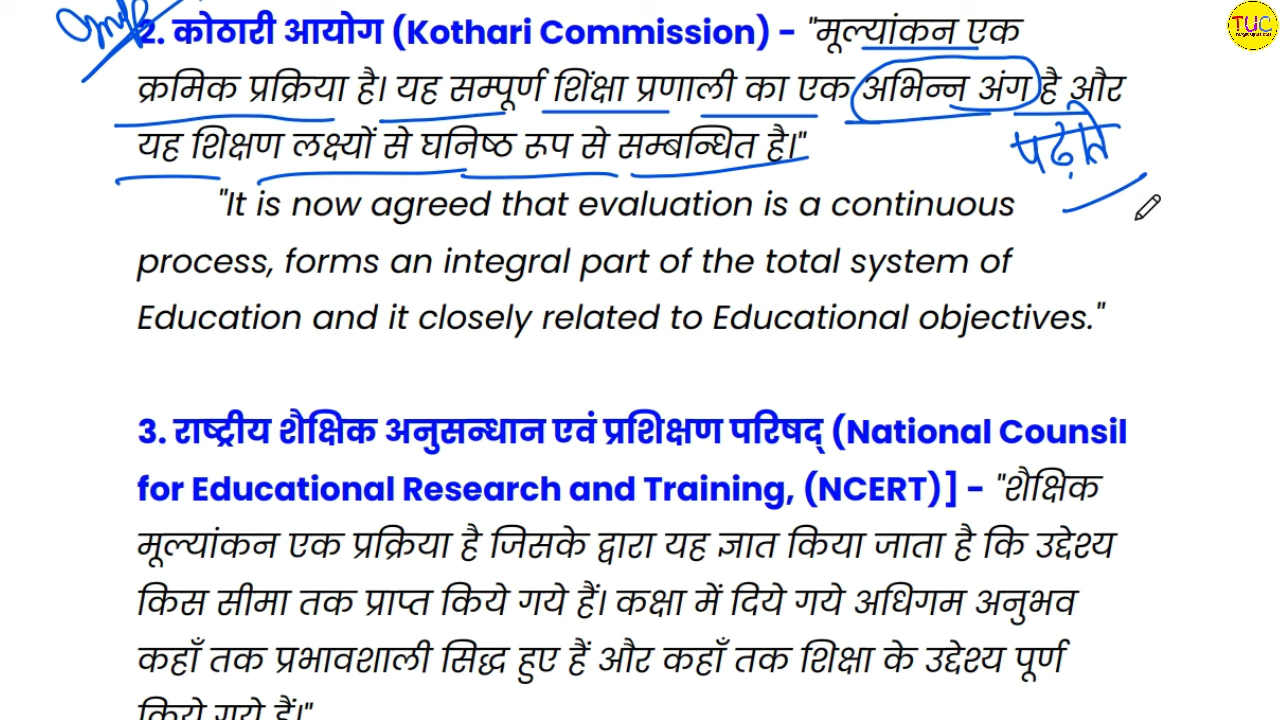 2. कोठारी आयोग (Kothari Commission) - "मूल्यांकन एक
क्रमिक प्रक्रिया है। यह सम्पूर्ण शिंक्षा प्रणाली का एक अभिन्न अंग है और
यह शिक्षण लक्ष्यों से घनिष्ठ रूप से सम्बन्धित है।"
पढ़ाते
"It is now agreed that evaluation is a continuous
process, forms an integral part of the total system of
Education and it closely related to Educational objectives."
3. राष्ट्रीय शैक्षिक अनुसन्धान एवं प्रशिक्षण परिषद् (National Counsil
for Educational Research and Training, (NCERT)] - "शैक्षिक
मूल्यांकन एक प्रक्रिया है जिसके द्वारा यह ज्ञात किया जाता है कि उद्देश्य
किस सीमा तक प्राप्त किये गये हैं। कक्षा में दिये गये अधिगम अनुभव
कहाँ तक प्रभावशाली सिद्ध हुए हैं और कहाँ तक शिक्षा के उद्देश्य पूर्ण
किये गये हैं।"
TUC